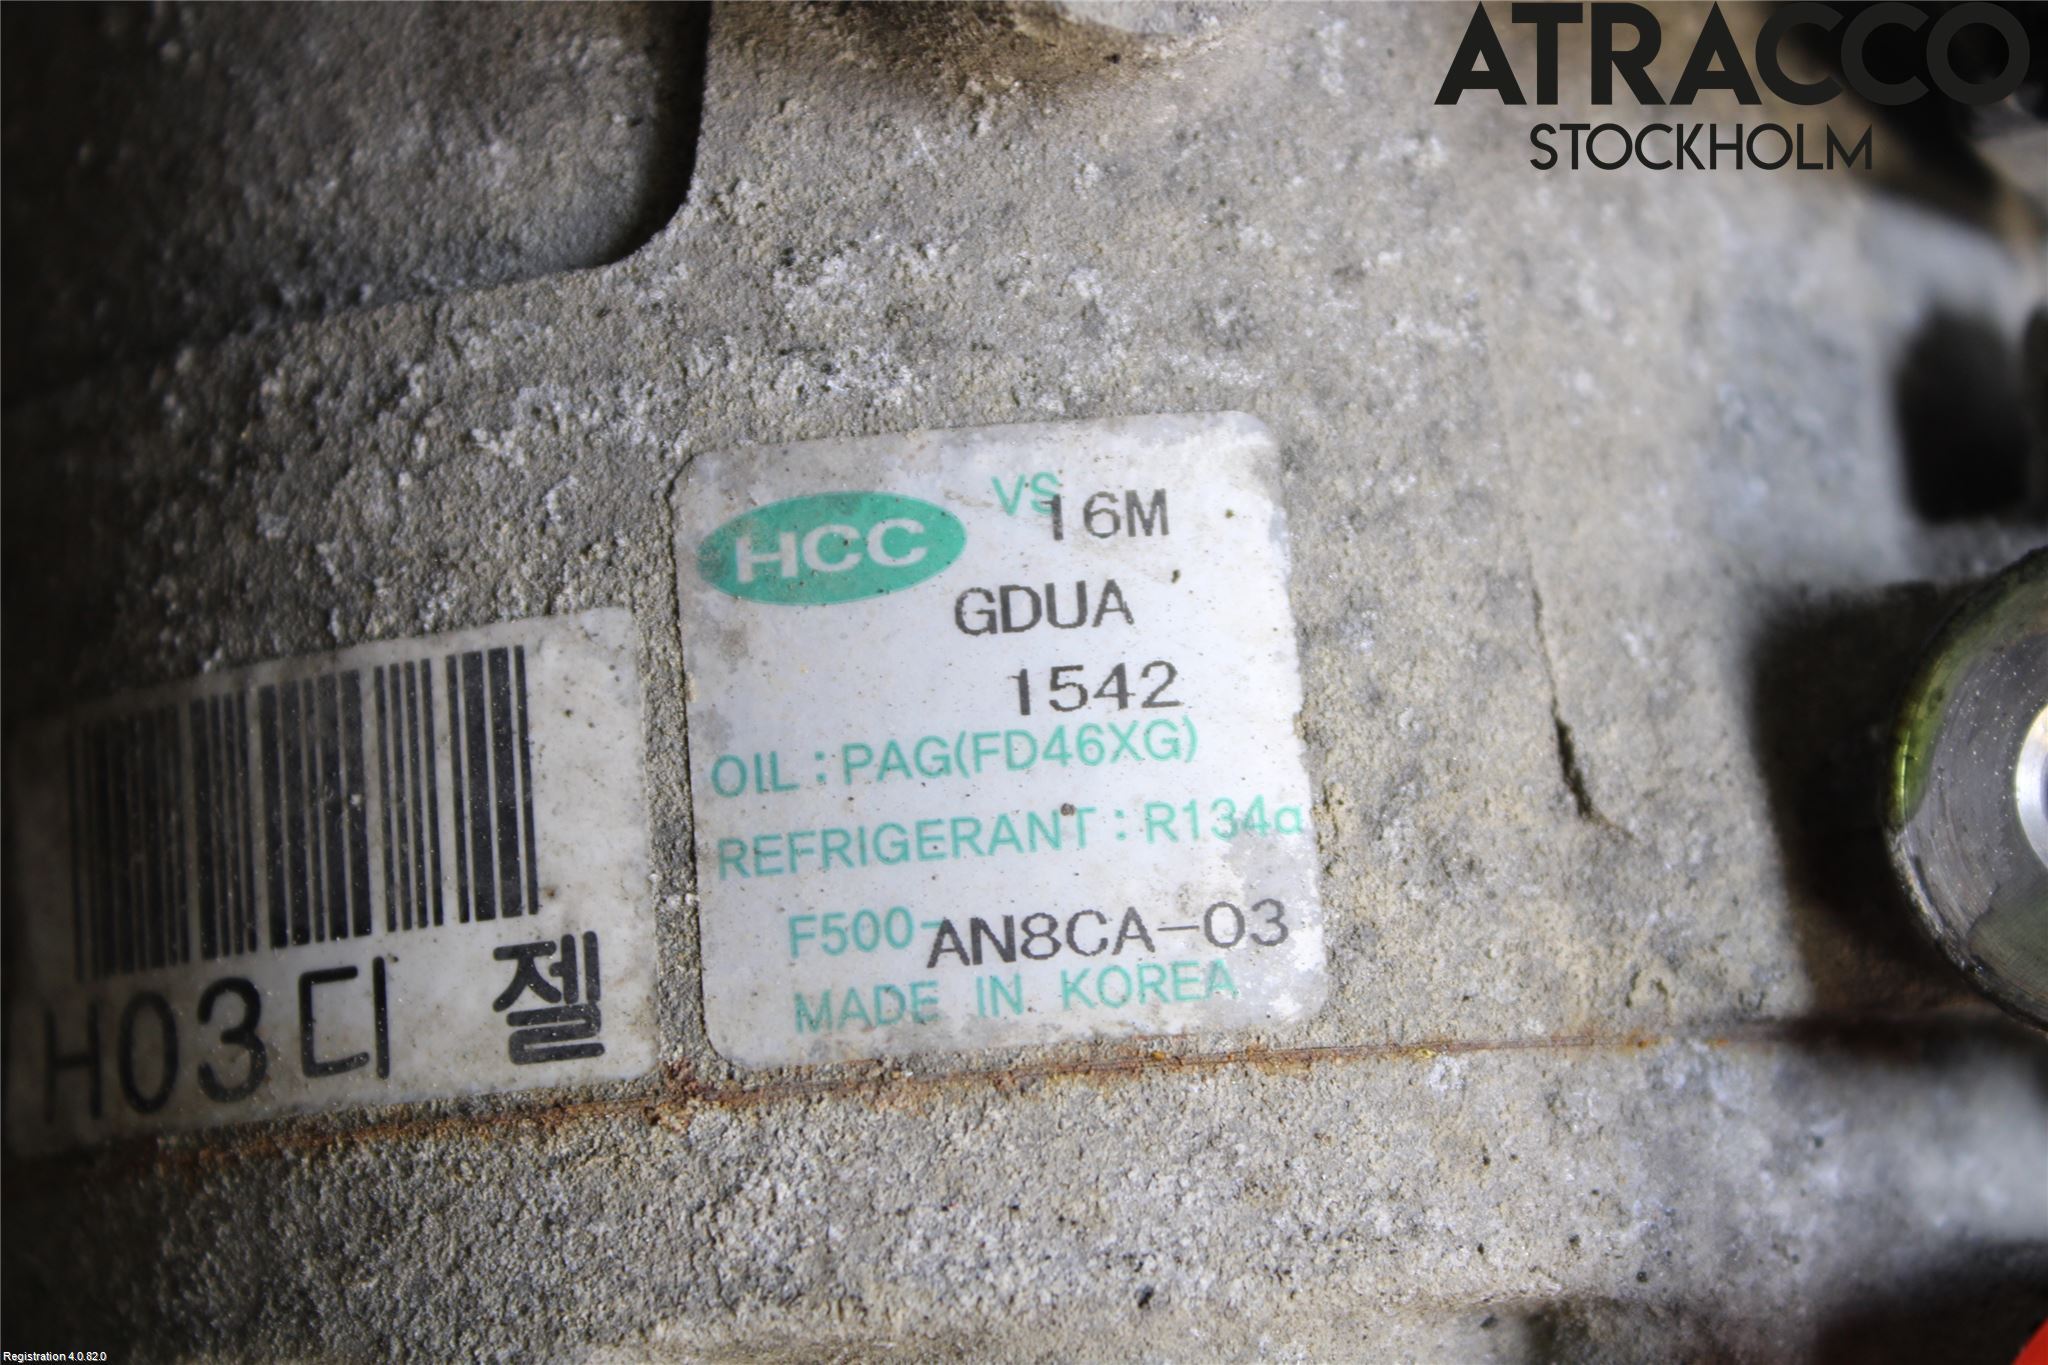 ATRACCO
STOCKHOLM
HCC
VS16M
GDUA
1542
OIL : PAG(FD46XG)
REFRIGERANT : R134a
F500-AN8CA-03
MADE IN KOREA
H03디 젤
Registration 4.0.82.0